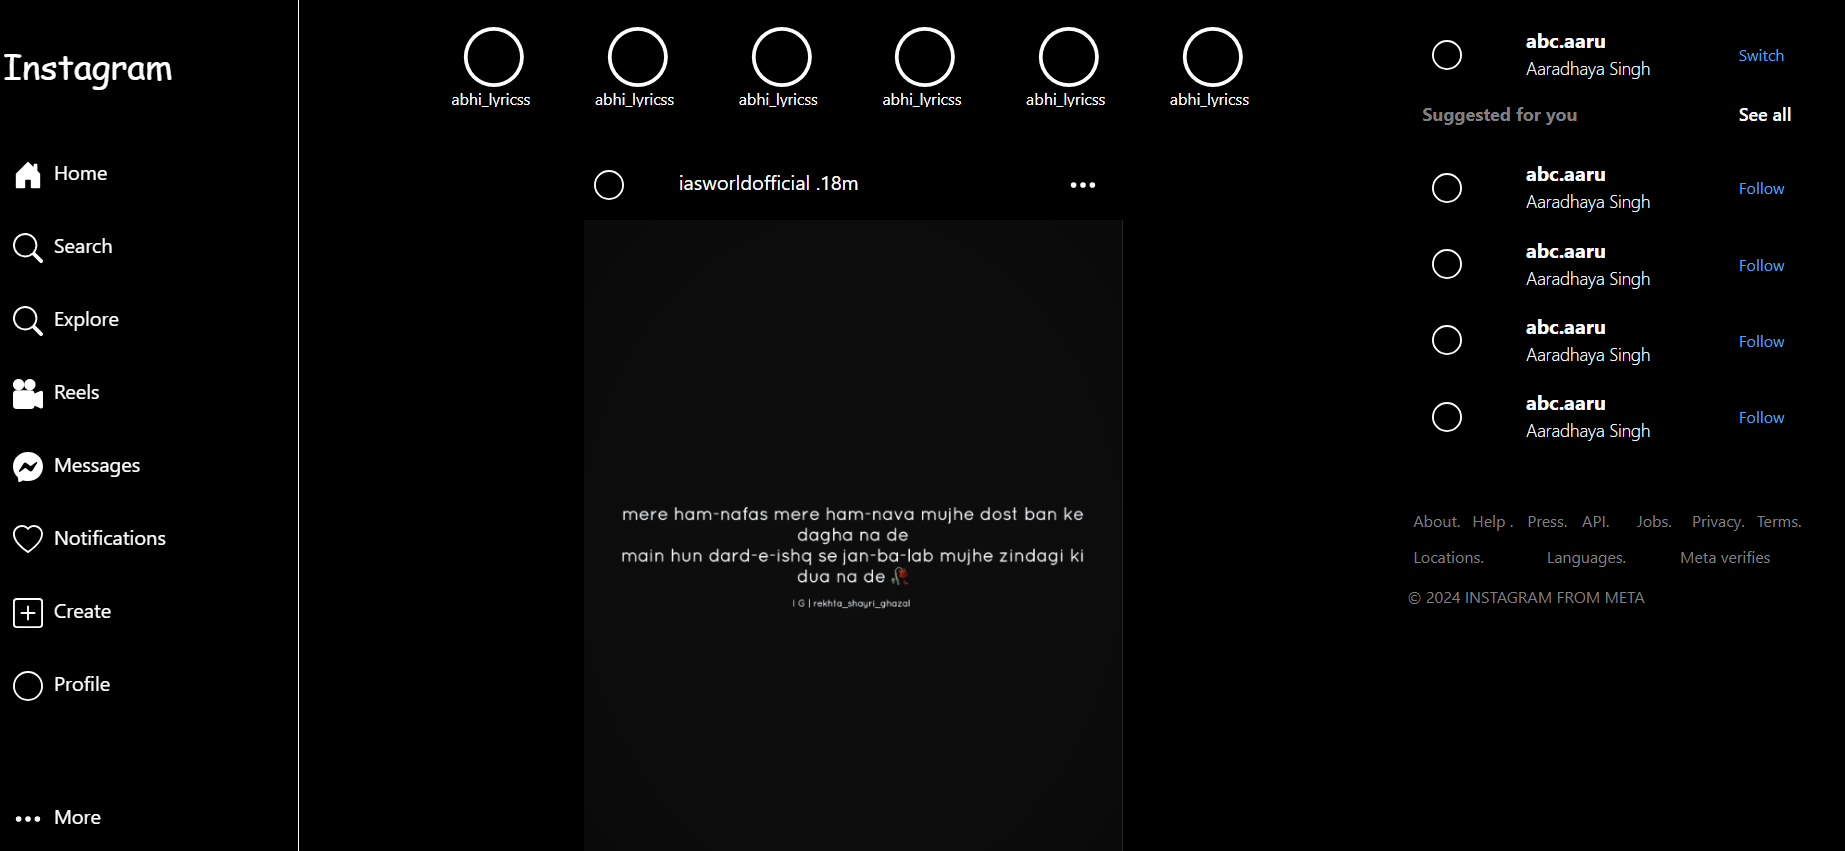 Instagram
Home
Search
Explore
Reels
Messages
Notifications
Create
Profile
More
abhi_lyricss abhi_lyricss abhi_lyricss abhi_lyricss abhi_lyricss abhi_lyricss
iasworldofficial .18m
mere ham-nafas mere ham-nava mujhe dost ban ke
dagha na de
main hun dard-e-ishq se jan-ba-lab mujhe zindagi ki
dua na de🥀
I G | rekhta_shayri_ghazal
abc.aaru
Aaradhaya Singh
Switch
Suggested for you See all
abc.aaru
Aaradhaya Singh
Follow
abc.aaru
Aaradhaya Singh
Follow
abc.aaru
Aaradhaya Singh
Follow
abc.aaru
Aaradhaya Singh
Follow
About. Help . Press. API. Jobs. Privacy. Terms.
Locations. Languages. Meta verifies
© 2024 INSTAGRAM FROM META